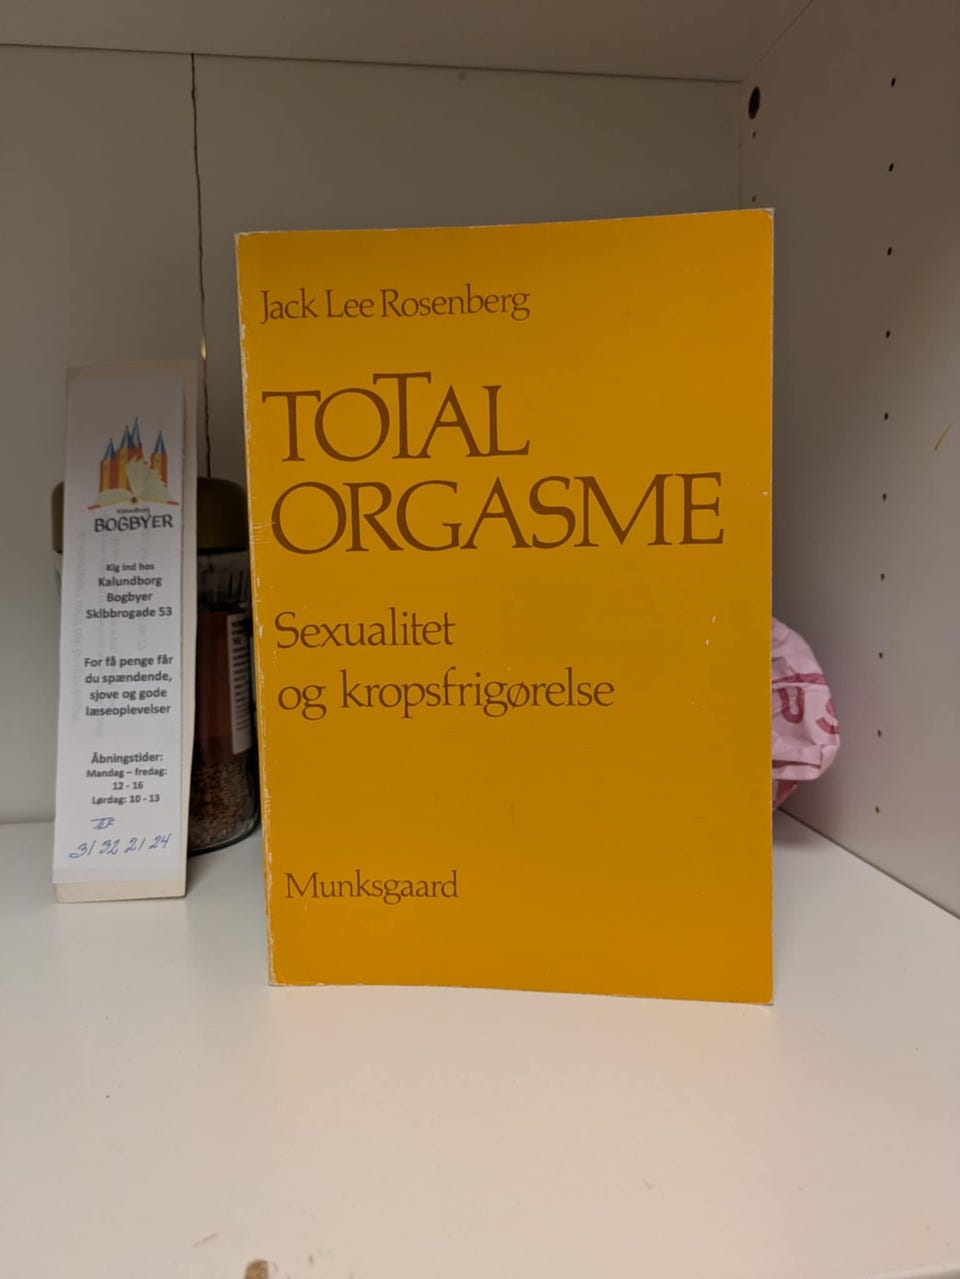 Jack Lee Rosenberg
TOTAL
ORGASME
Sexualitet
og kropsfrigørelse
Munksgaard
Kalundborg
BOGBYER
Kig ind hos
Kalundborg
Bogbyer
Skibbrogade 53
For få penge får
du spændende,
sjove og gode
læseoplevelser
Åbningstider:
Mandag – fredag:
12 - 16
Lørdag: 10 - 13
Tlf
31 32 21 24